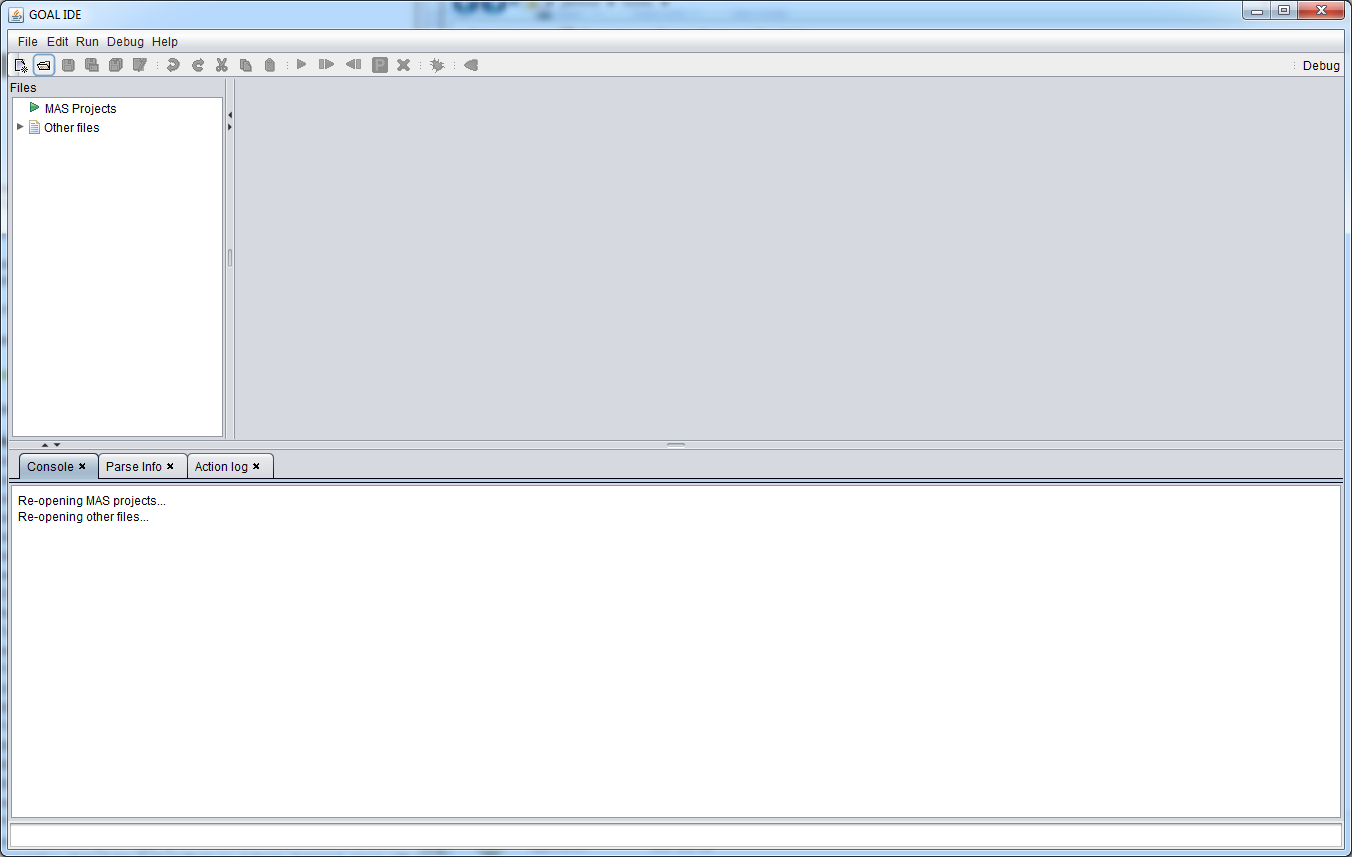 GOAL IDE
File Edit Run Debug Help
P
Debug
Files
MAS Projects
Other files
Console Parse Info Action log
Re-opening MAS projects...
Re-opening other files...